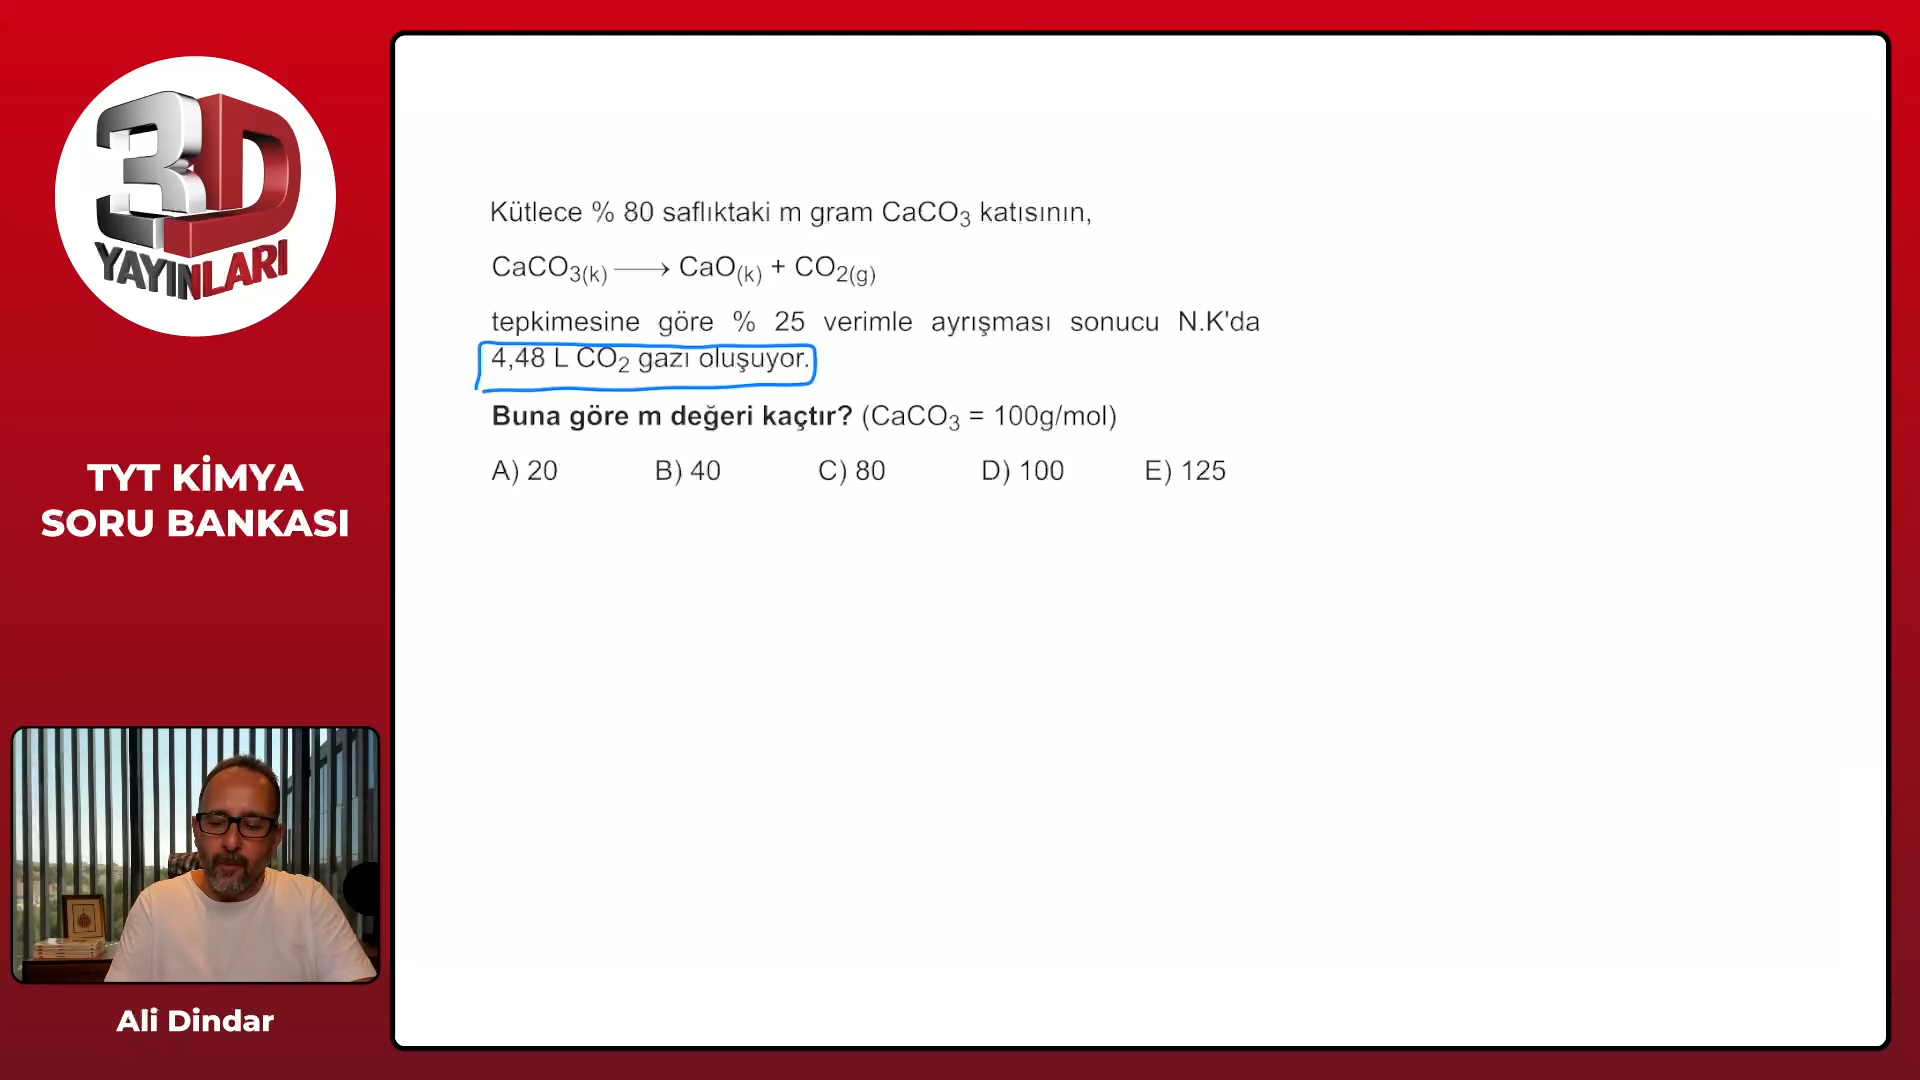 3D
YAYINLARI
TYT KİMYA
SORU BANKASI
Ali Dindar
Kütlece % 80 saflıktaki m gram CaCO₃ katısının,
CaCO₃(k) ⟶ CaO(k) + CO₂(g)
tepkimesine göre % 25 verimle ayrışması sonucu N.K'da
4,48 L CO₂ gazı oluşuyor.
Buna göre m değeri kaçtır? (CaCO₃ = 100g/mol)
A) 20 B) 40 C) 80 D) 100 E) 125